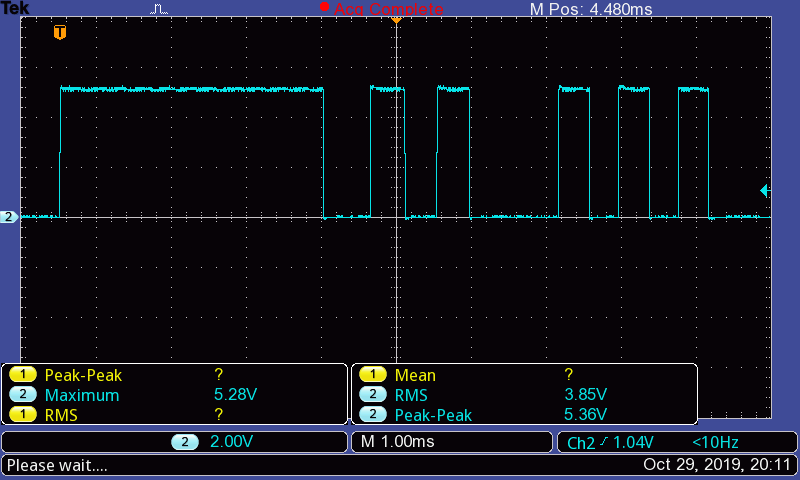 Tek Acq Complete M Pos: 4.480ms
T
2
1 Peak-Peak ? 1 Mean ?
2 Maximum 5.28V 2 RMS 3.85V
1 RMS ? 2 Peak-Peak 5.36V
2 2.00V M 1.00ms Ch2 1.04V <10Hz
Please wait.... Oct 29, 2019, 20:11